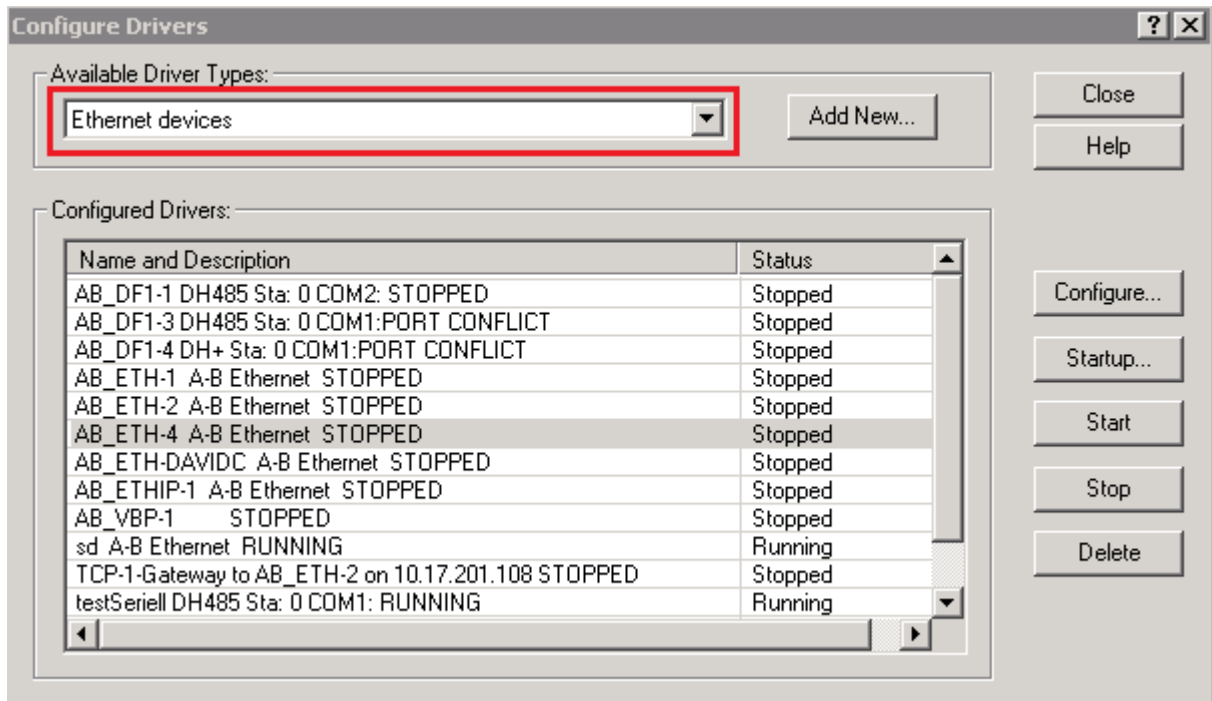 Configure Drivers
Available Driver Types:
Ethernet devices
Add New...
Close
Help
Configured Drivers:
Name and Description Status
AB_DF1-1 DH485 Sta: 0 COM2: STOPPED Stopped
AB_DF1-3 DH485 Sta: 0 COM1:PORT CONFLICT Stopped
AB_DF1-4 DH+ Sta: 0 COM1:PORT CONFLICT Stopped
AB_ETH-1 A-B Ethernet STOPPED Stopped
AB_ETH-2 A-B Ethernet STOPPED Stopped
AB_ETH-4 A-B Ethernet STOPPED Stopped
AB_ETH-DAVIDC A-B Ethernet STOPPED Stopped
AB_ETHIP-1 A-B Ethernet STOPPED Stopped
AB_VBP-1 STOPPED Stopped
sd A-B Ethernet RUNNING Running
TCP-1-Gateway to AB_ETH-2 on 10.17.201.108 STOPPED Stopped
testSeriell DH485 Sta: 0 COM1: RUNNING Running
Configure...
Startup...
Start
Stop
Delete